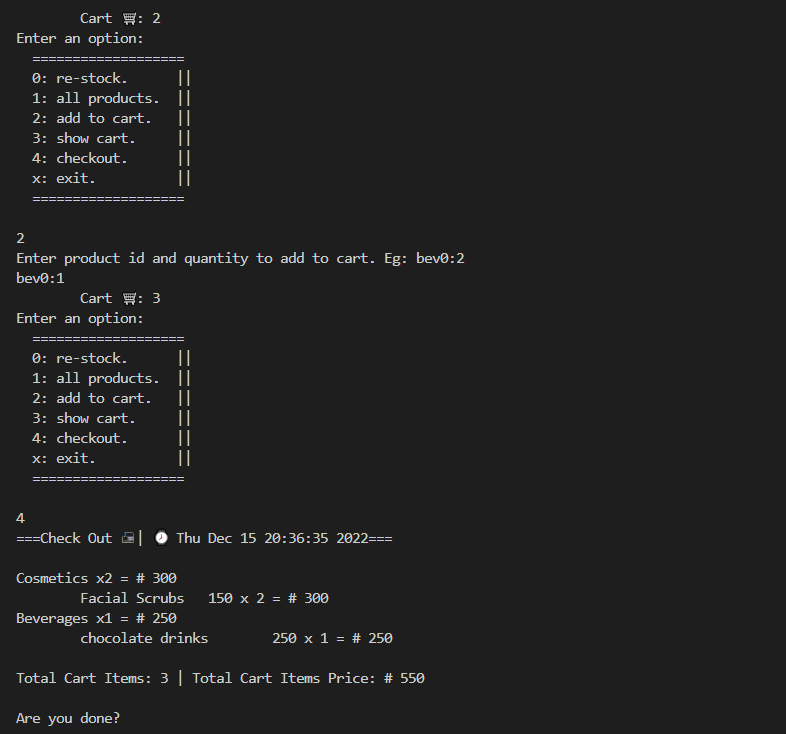 Cart 🛒: 2
Enter an option:
  ===================
  0: re-stock.      ||
  1: all products.  ||
  2: add to cart.   ||
  3: show cart.     ||
  4: checkout.      ||
  x: exit.          ||
  ===================
2
Enter product id and quantity to add to cart. Eg: bev0:2
bev0:1
        Cart 🛒: 3
Enter an option:
  ===================
  0: re-stock.      ||
  1: all products.  ||
  2: add to cart.   ||
  3: show cart.     ||
  4: checkout.      ||
  x: exit.          ||
  ===================
4
===Check Out 📠| ⌚ Thu Dec 15 20:36:35 2022===
Cosmetics x2 = # 300
        Facial Scrubs   150 x 2 = # 300
Beverages x1 = # 250
        chocolate drinks        250 x 1 = # 250
Total Cart Items: 3 | Total Cart Items Price: # 550
Are you done?